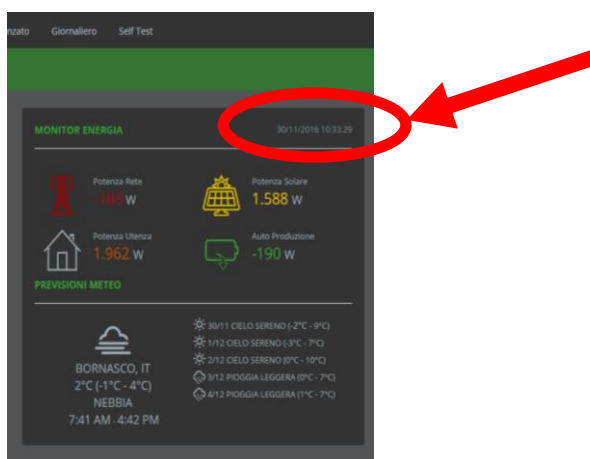 Giornaliero Self Test
MONITOR ENERGIA 30/11/2016 10:33:29
Potenza Rete
W
Potenza Solare
1.588 W
Potenza Utenza
1.962 W
Auto Produzione
-190 W
PREVISIONI METEO
BORNASCO, IT
2°C (-1°C - 4°C)
NEBBIA
7:41 AM - 4:42 PM
30/11 CIELO SERENO (-2°C - 9°C)
1/12 CIELO SERENO (-3°C - 7°C)
2/12 CIELO SERENO (0°C - 10°C)
3/12 PIOGGIA LEGGERA (0°C - 7°C)
4/12 PIOGGIA LEGGERA (1°C - 7°C)